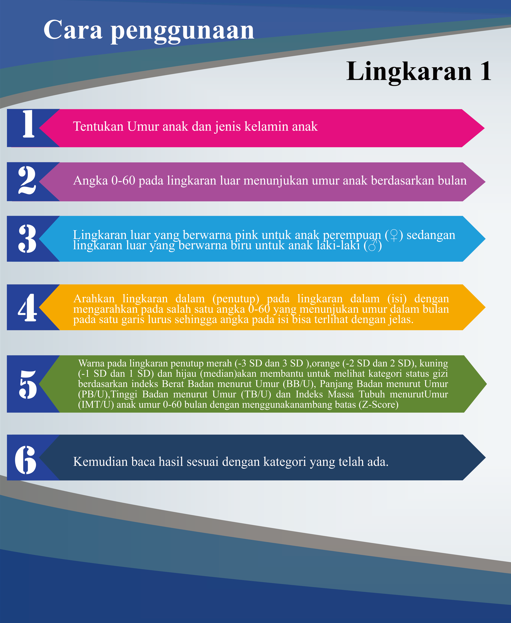 Cara penggunaan
Lingkaran 1
1
Tentukan Umur anak dan jenis kelamin anak
2
Angka 0-60 pada lingkaran luar menunjukan umur anak berdasarkan bulan
3
Lingkaran luar yang berwarna pink untuk anak perempuan (♀) sedangan
lingkaran luar yang berwarna biru untuk anak laki-laki (♂)
4
Arahkan lingkaran dalam (penutup) pada lingkaran dalam (isi) dengan
mengarahkan pada salah satu angka 0-60 yang menunjukan umur dalam bulan
pada satu garis lurus sehingga angka pada isi bisa terlihat dengan jelas.
5
Warna pada lingkaran penutup merah (-3 SD dan 3 SD ),orange (-2 SD dan 2 SD), kuning
(-1 SD dan 1 SD) dan hijau (median)akan membantu untuk melihat kategori status gizi
berdasarkan indeks Berat Badan menurut Umur (BB/U), Panjang Badan menurut Umur
(PB/U),Tinggi Badan menurut Umur (TB/U) dan Indeks Massa Tubuh menurutUmur
(IMT/U) anak umur 0-60 bulan dengan menggunakanambang batas (Z-Score)
6
Kemudian baca hasil sesuai dengan kategori yang telah ada.